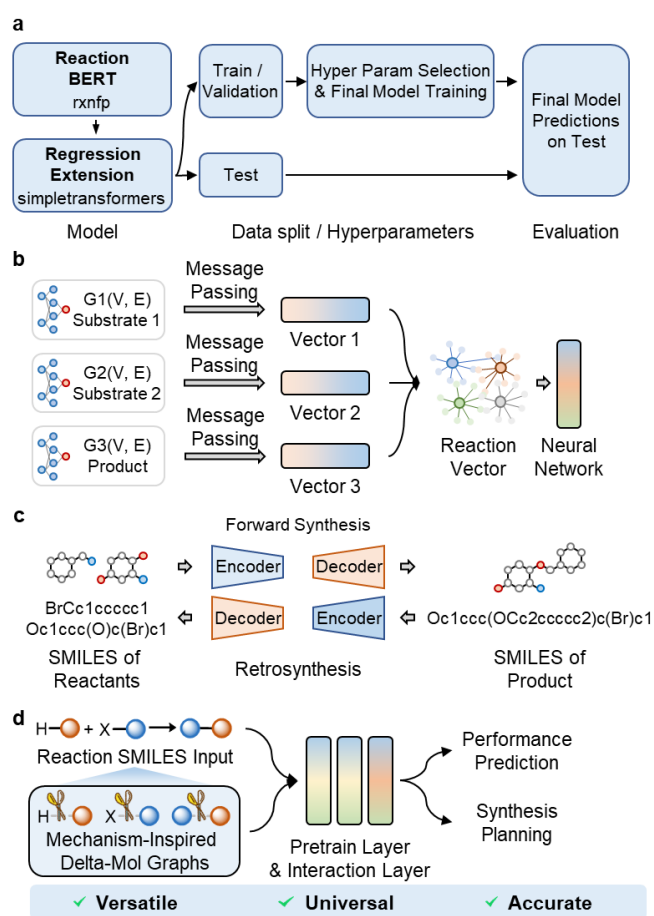 a
Reaction
BERT
rxnfp
Regression
Extension
simpletransformers
Model
Train /
Validation
Hyper Param Selection
& Final Model Training
Test
Data split / Hyperparameters
Final Model
Predictions
on Test
Evaluation
b
G1(V, E)
Substrate 1
Message
Passing
Vector 1
G2(V, E)
Substrate 2
Message
Passing
Vector 2
G3(V, E)
Product
Message
Passing
Vector 3
Reaction
Vector
Neural
Network
c
Forward Synthesis
Encoder
Decoder
BrCc1ccccc1
Oc1ccc(O)c(Br)c1
SMILES of
Reactants
Decoder
Encoder
Retrosynthesis
Oc1ccc(OCc2ccccc2)c(Br)c1
SMILES of
Product
d
H + X
Reaction SMILES Input
H X
Mechanism-Inspired
Delta-Mol Graphs
Pretrain Layer
& Interaction Layer
Performance
Prediction
Synthesis
Planning
✓ Versatile ✓ Universal ✓ Accurate